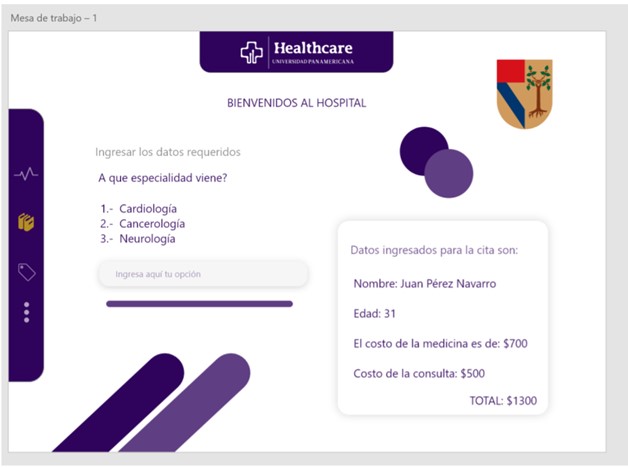 Mesa de trabajo – 1
Healthcare
UNIVERSIDAD PANAMERICANA
BIENVENIDOS AL HOSPITAL
Ingresar los datos requeridos
A que especialidad viene?
1.- Cardiología
2.- Cancerología
3.- Neurología
Ingresa aquí tu opción
Datos ingresados para la cita son:
Nombre: Juan Pérez Navarro
Edad: 31
El costo de la medicina es de: $700
Costo de la consulta: $500
TOTAL: $1300